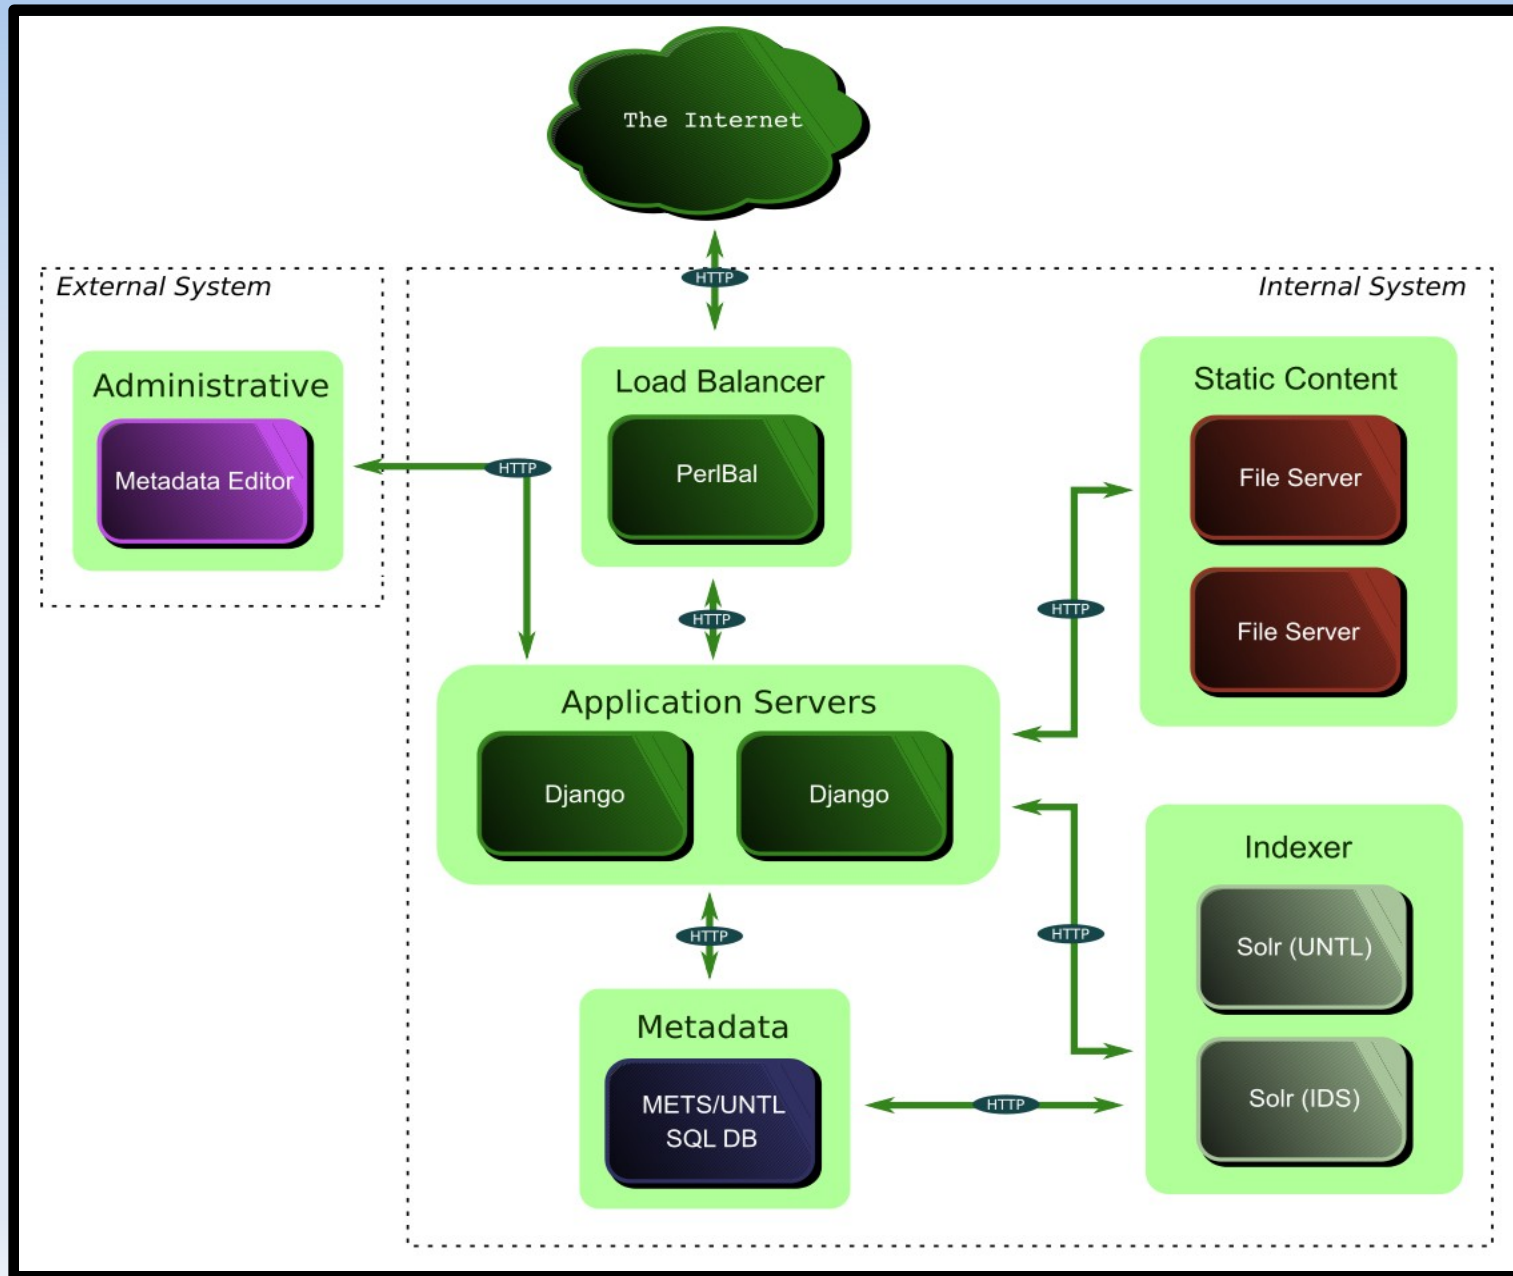 The Internet
HTTP
External System
Internal System
Administrative
Metadata Editor
HTTP
Load Balancer
PerlBal
Static Content
File Server
File Server
HTTP
HTTP
Application Servers
Django
Django
HTTP
HTTP
Indexer
Solr (UNTL)
Solr (IDS)
Metadata
METS/UNTL
SQL DB
HTTP